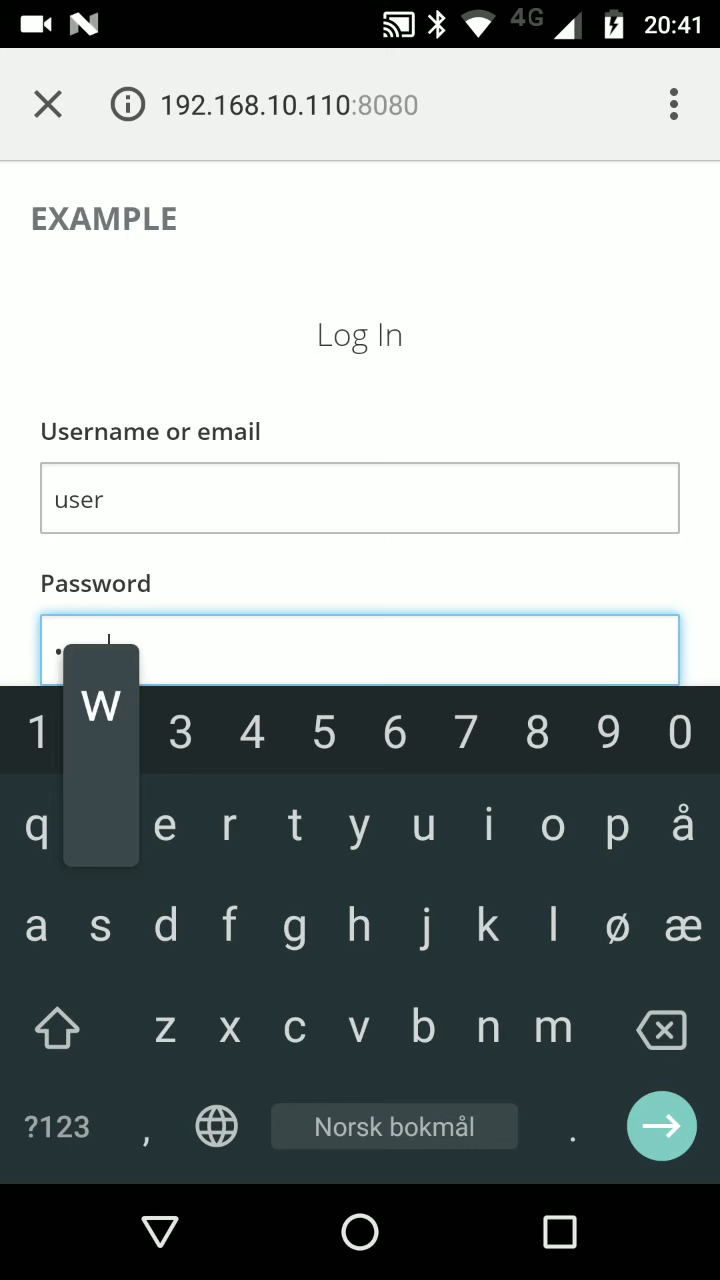 4G 20:41
192.168.10.110:8080
EXAMPLE
Log In
Username or email
user
Password
W
1 3 4 5 6 7 8 9 0
q e r t y u i o p å
a s d f g h j k l ø æ
z x c v b n m
?123 , Norsk bokmål .